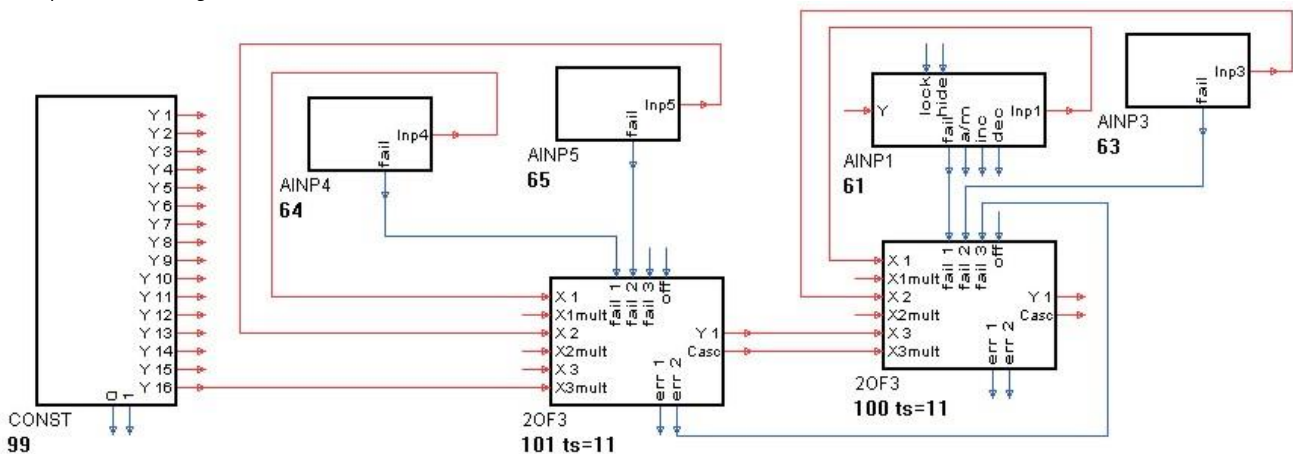 Y 1
Y 2
Y 3
Y 4
Y 5
Y 6
Y 7
Y 8
Y 9
Y 10
Y 11
Y 12
Y 13
Y 14
Y 15
Y 16
0
1
CONST
99
Inp4
fail
AINP4
64
Inp5
fail
AINP5
65
fail 1
fail 2
fail 3
off
X 1
X1mult
X 2
X2mult
X 3
X3mult
Y 1
Casc
err 1
err 2
2OF3
101 ts=11
lock
hide
Y
Inp1
fail
a/m
inc
dec
AINP1
61
Inp3
fail
AINP3
63
fail 1
fail 2
fail 3
off
X 1
X1mult
X 2
X2mult
X 3
X3mult
Y 1
Casc
err 1
err 2
2OF3
100 ts=11